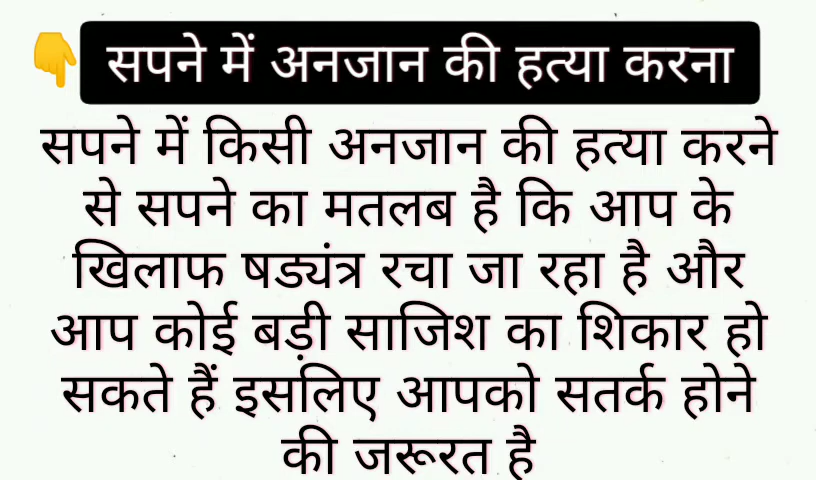 👇 सपने में अनजान की हत्या करना
सपने में किसी अनजान की हत्या करने
से सपने का मतलब है कि आप के
खिलाफ षड्यंत्र रचा जा रहा है और
आप कोई बड़ी साजिश का शिकार हो
सकते हैं इसलिए आपको सतर्क होने
की जरूरत है